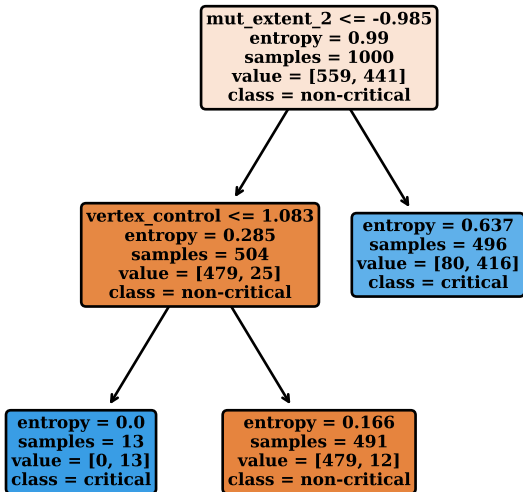 mut_extent_2 <= -0.985
entropy = 0.99
samples = 1000
value = [559, 441]
class = non-critical
vertex_control <= 1.083
entropy = 0.285
samples = 504
value = [479, 25]
class = non-critical
entropy = 0.637
samples = 496
value = [80, 416]
class = critical
entropy = 0.0
samples = 13
value = [0, 13]
class = critical
entropy = 0.166
samples = 491
value = [479, 12]
class = non-critical